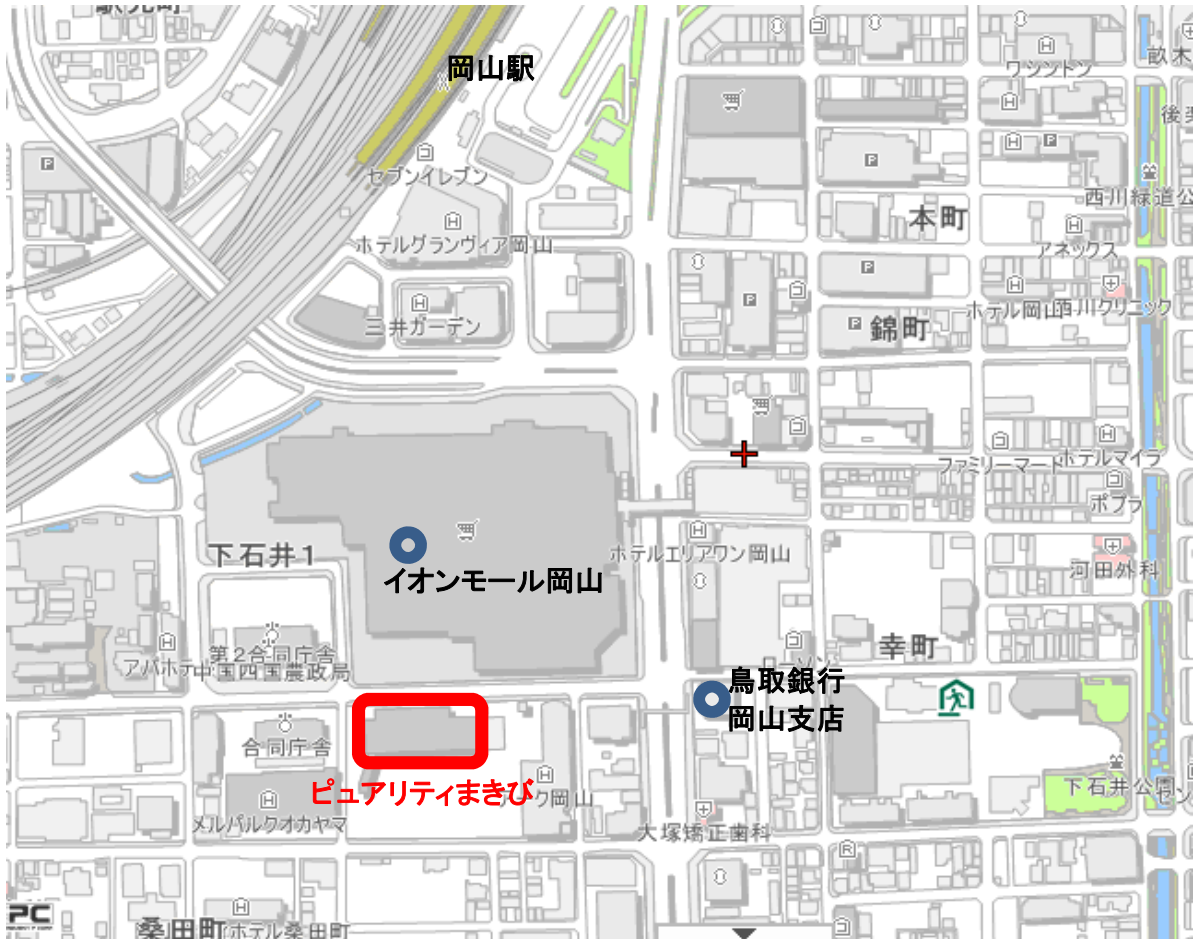 岡山駅
ワシントン
セブンイレブン
西川緑道公
本町
ホテルグランヴィア岡山
アネックス
ホテル岡山
西川クリニック
三井ガーデン
錦町
ファミリーマート
ホテルマイラ
ポプラ
ホテルエリアワン岡山
下石井1
イオンモール岡山
河田外科
幸町
第2合同庁舎
アパホテ
中国四国農政局
ローソン
鳥取銀行
岡山支店
合同庁舎
ピュアリティまきび
ーク岡山
下石井公
セン
メルパルクオカヤマ
大塚矯正歯科
PC
桑田町
ホテル桑田町